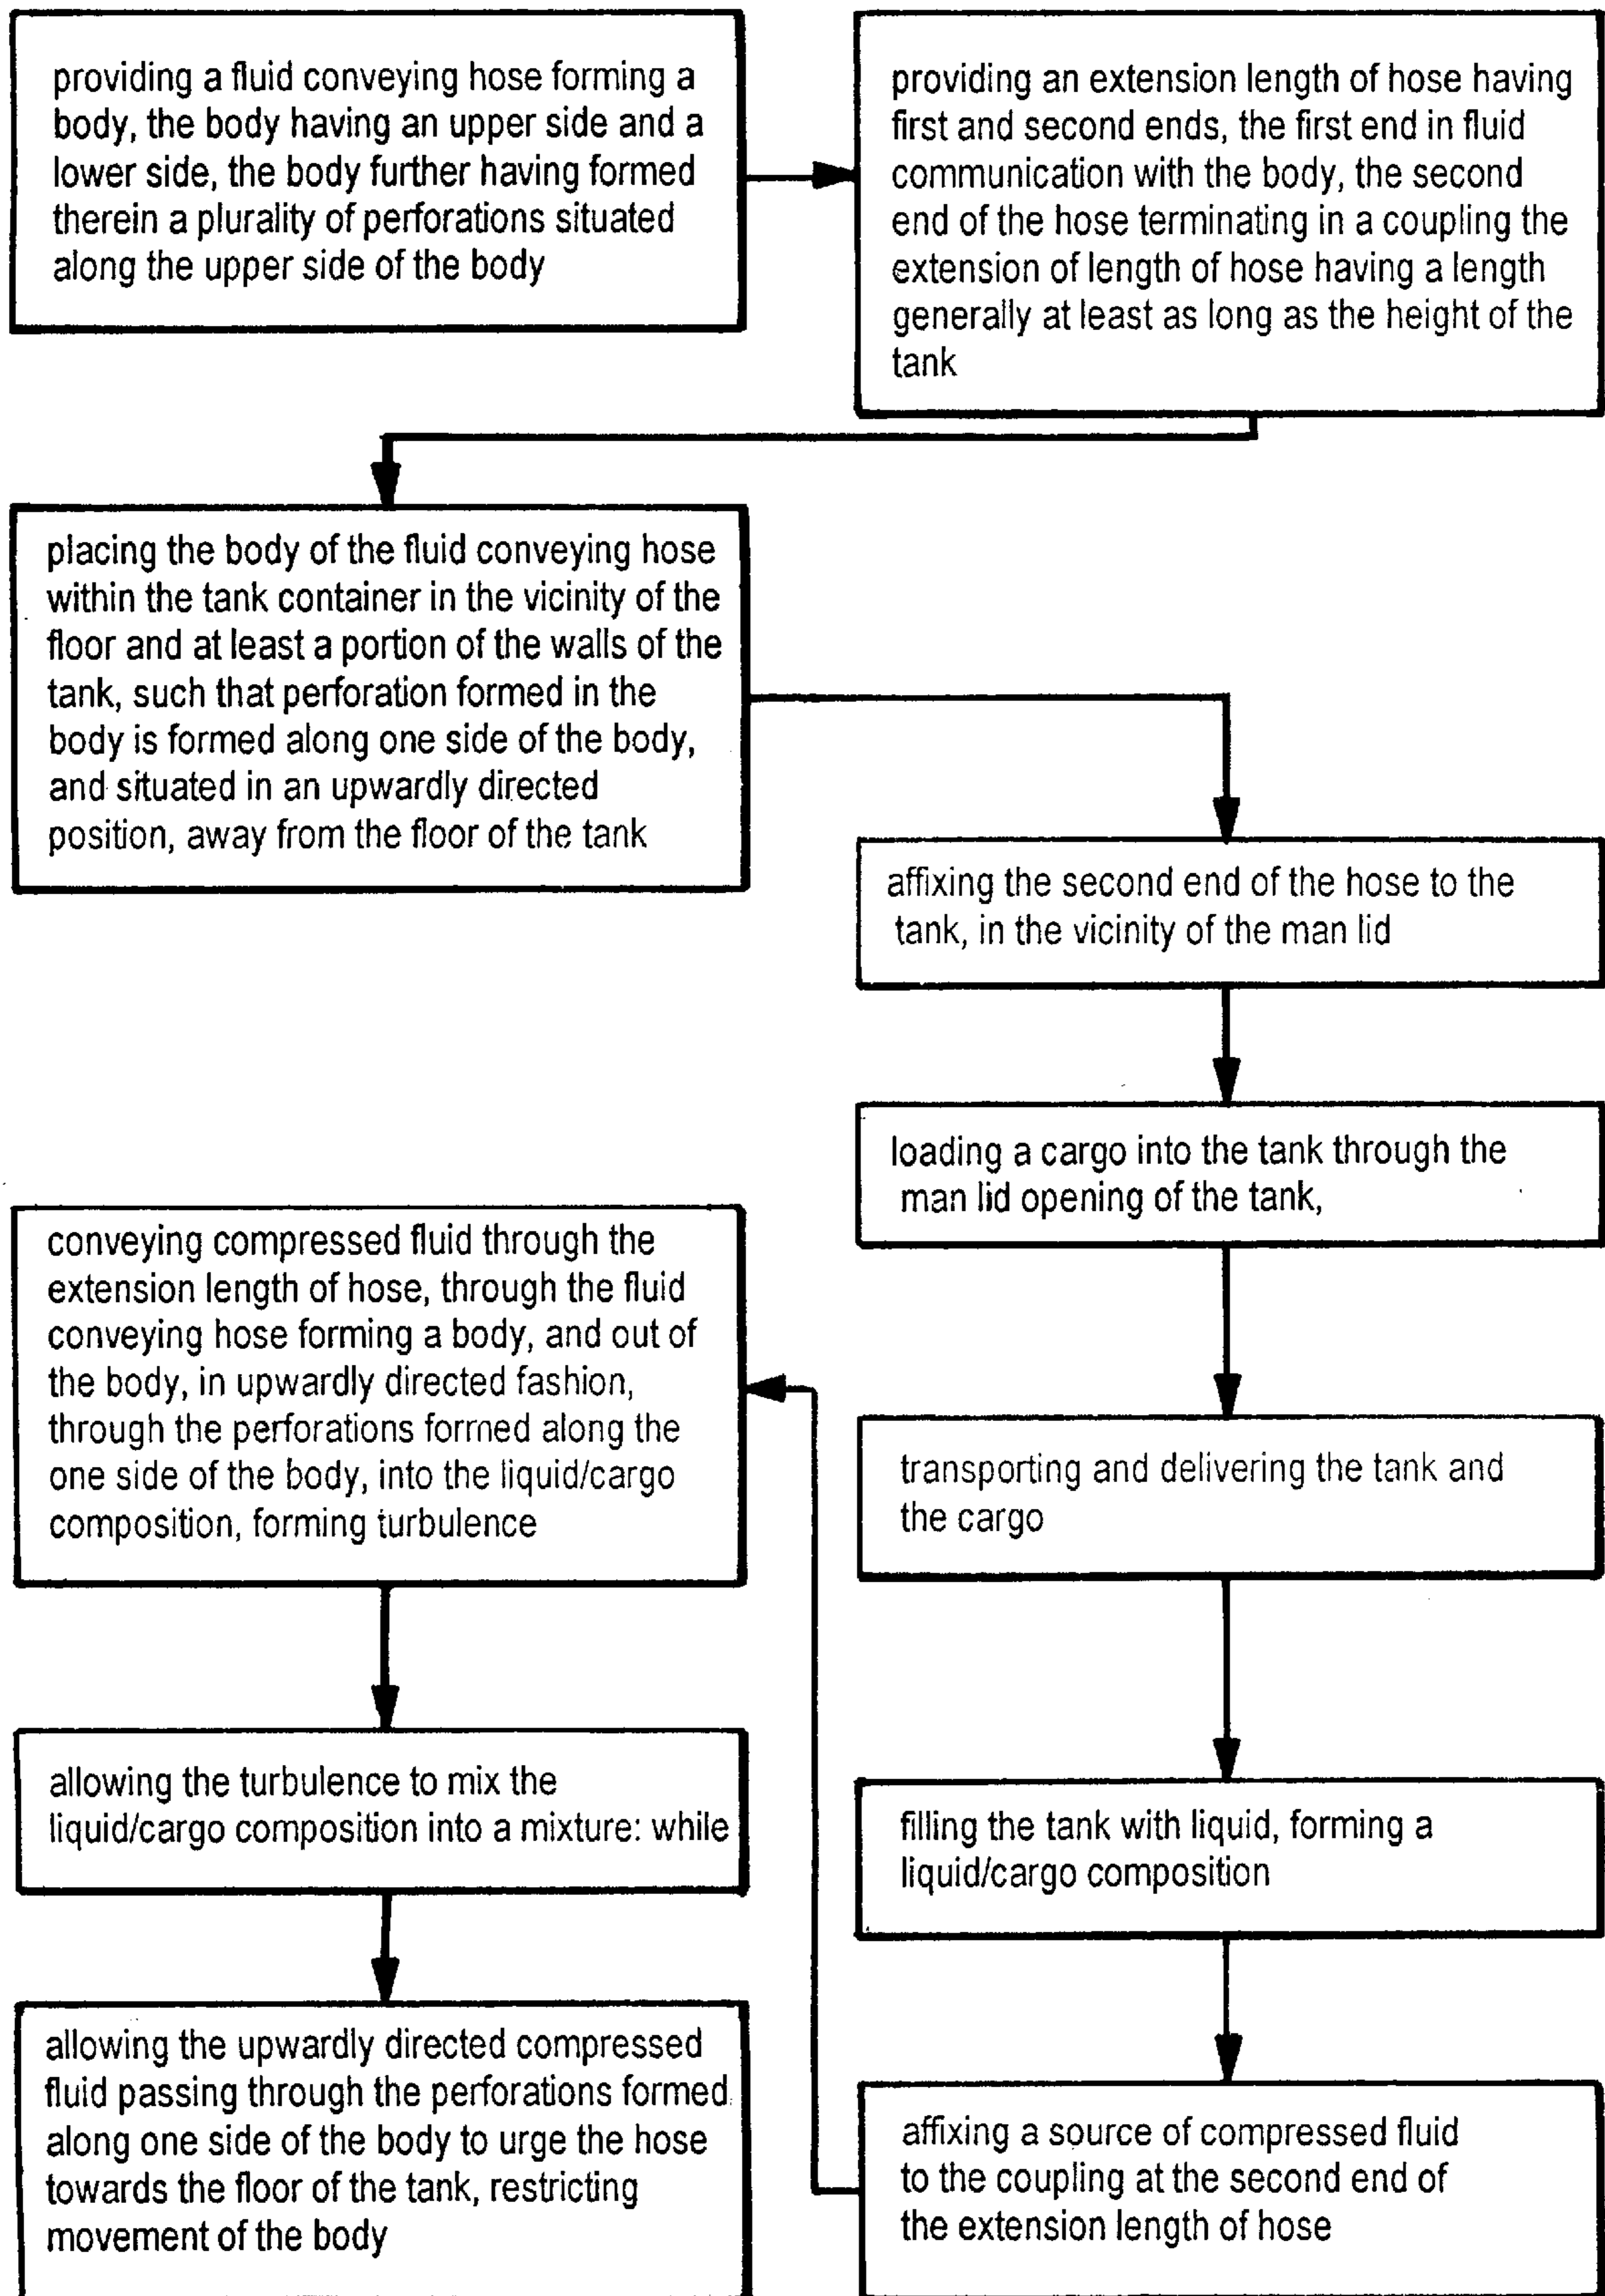 providing a fluid conveying hose forming a
body, the body having an upper side and a
lower side, the body further having formed
therein a plurality of perforations situated
along the upper side of the body
providing an extension length of hose having
first and second ends, the first end in fluid
communication with the body, the second
end of the hose terminating in a coupling the
extension of length of hose having a length
generally at least as long as the height of the
tank
placing the body of the fluid conveying hose
within the tank container in the vicinity of the
floor and at least a portion of the walls of the
tank, such that perforation formed in the
body is formed along one side of the body,
and situated in an upwardly directed
position, away from the floor of the tank
affixing the second end of the hose to the
tank, in the vicinity of the man lid
loading a cargo into the tank through the
man lid opening of the tank,
transporting and delivering the tank and
the cargo
filling the tank with liquid, forming a
liquid/cargo composition
affixing a source of compressed fluid
to the coupling at the second end of
the extension length of hose
conveying compressed fluid through the
extension length of hose, through the fluid
conveying hose forming a body, and out of
the body, in upwardly directed fashion,
through the perforations formed along the
one side of the body, into the liquid/cargo
composition, forming turbulence
allowing the turbulence to mix the
liquid/cargo composition into a mixture: while
allowing the upwardly directed compressed
fluid passing through the perforations formed
along one side of the body to urge the hose
towards the floor of the tank, restricting
movement of the body